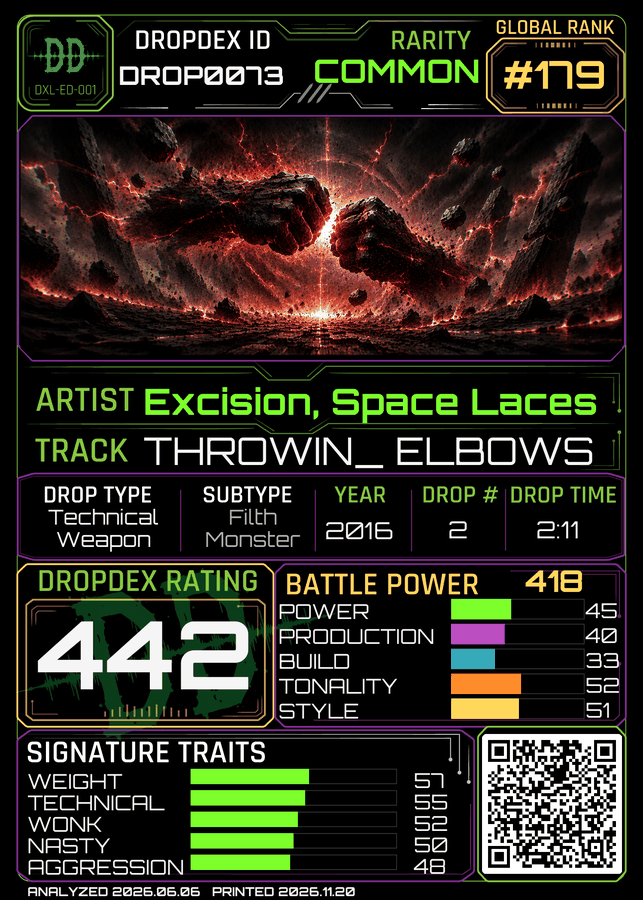 DROPDEX ID
RARITY
GLOBAL RANK
DD
DXL-ED-001
DROP0073
COMMON
#179
ARTIST Excision, Space Laces
TRACK THROWIN_ ELBOWS
DROP TYPE SUBTYPE YEAR DROP # DROP TIME
Technical Weapon
Filth Monster
2016
2
2:11
DROPDEX RATING
442
BATTLE POWER 418
POWER 45
PRODUCTION 40
BUILD 33
TONALITY 52
STYLE 51
SIGNATURE TRAITS
WEIGHT 57
TECHNICAL 55
WONK 52
NASTY 50
AGGRESSION 48
ANALYZED 2026.06.06 PRINTED 2026.11.20